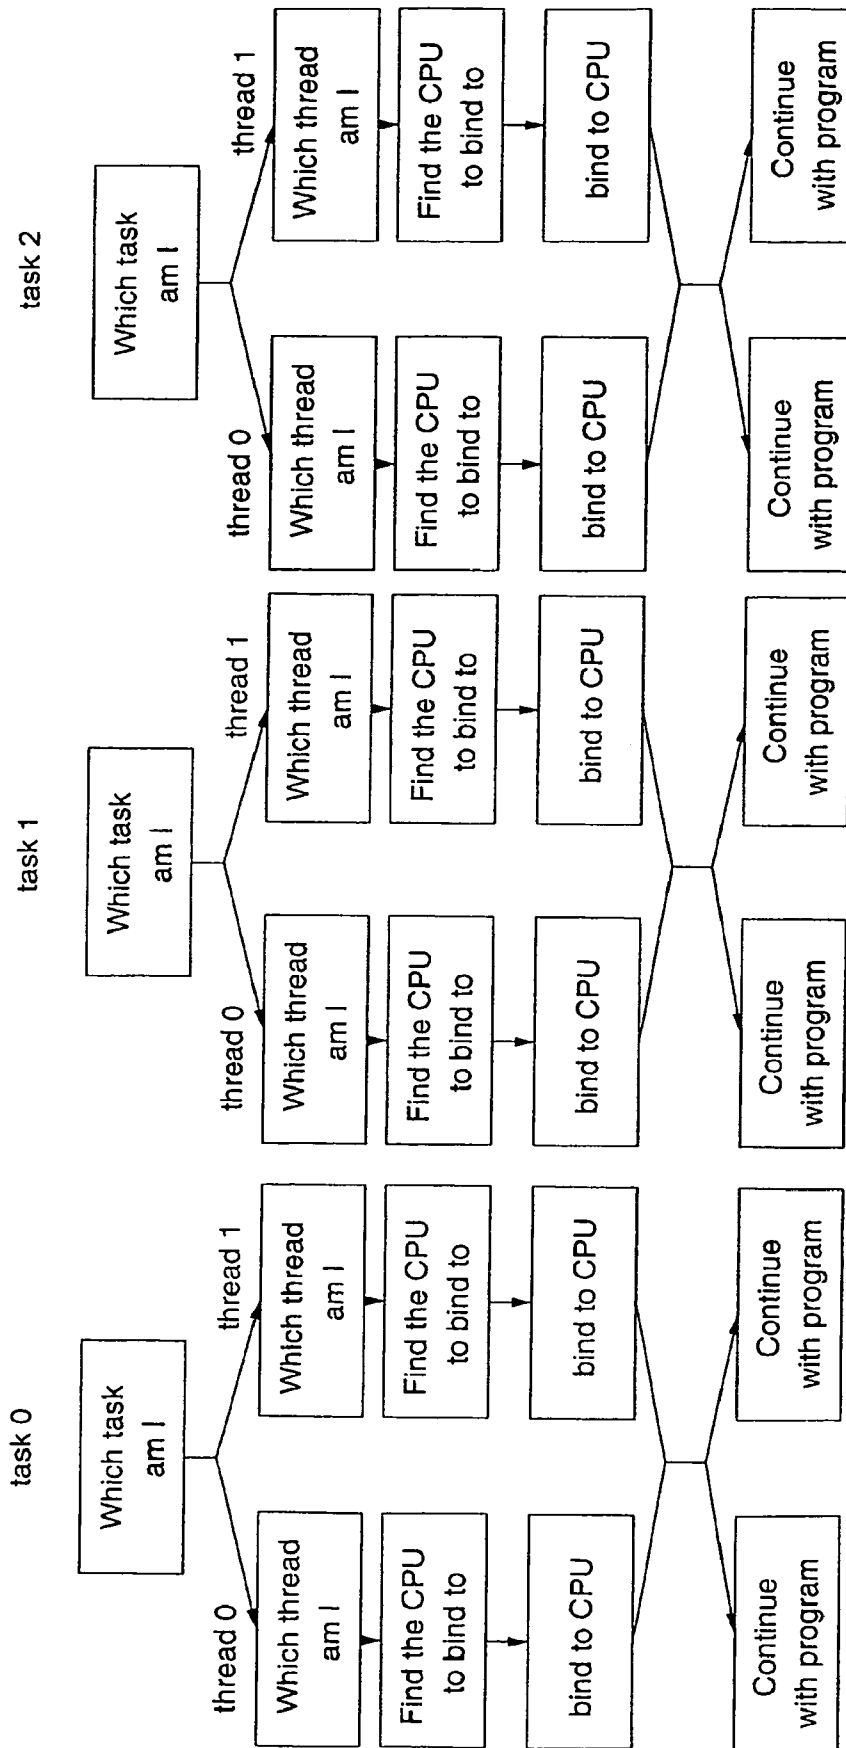 task 0
Which task
am I
thread 0
Which thread
am I
Find the CPU
to bind to
bind to CPU
Continue
with program
thread 1
Which thread
am I
Find the CPU
to bind to
bind to CPU
Continue
with program
task 1
Which task
am I
thread 0
Which thread
am I
Find the CPU
to bind to
bind to CPU
Continue
with program
thread 1
Which thread
am I
Find the CPU
to bind to
bind to CPU
Continue
with program
task 2
Which task
am I
thread 0
Which thread
am I
Find the CPU
to bind to
bind to CPU
Continue
with program
thread 1
Which thread
am I
Find the CPU
to bind to
bind to CPU
Continue
with program